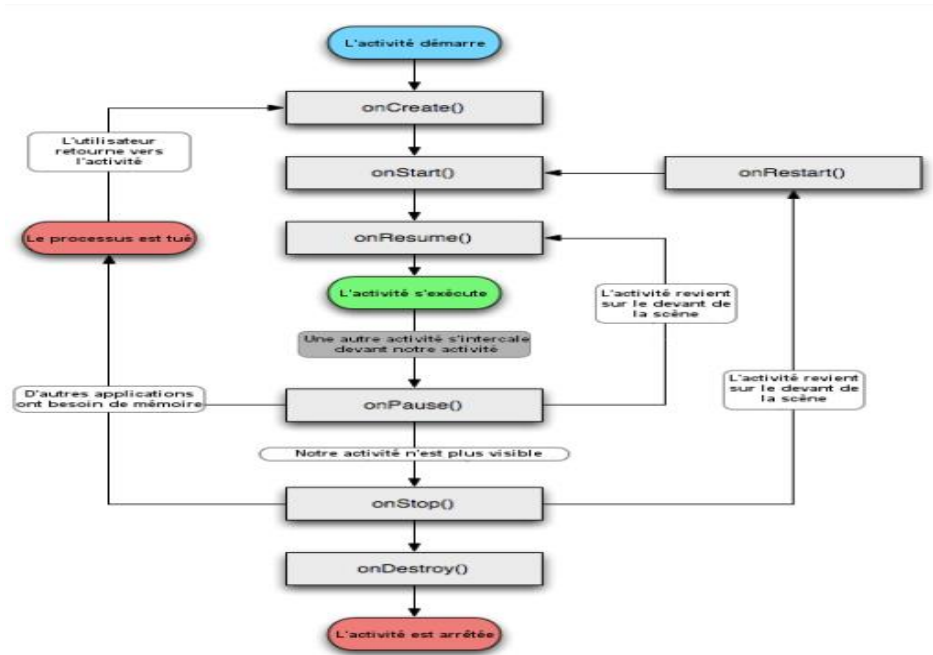 L'activité démarre
onCreate()
L'utilisateur
retourne vers
l'activité
onStart()
onRestart()
Le processus est tué
onResume()
L'activité s'exécute
L'activité revient
sur le devant de
la scène
Une autre activité s'intercale
devant notre activité
D'autres applications
ont besoin de mémoire
onPause()
L'activité revient
sur le devant de
la scène
Notre activité n'est plus visible
onStop()
onDestroy()
L'activité est arrêtée